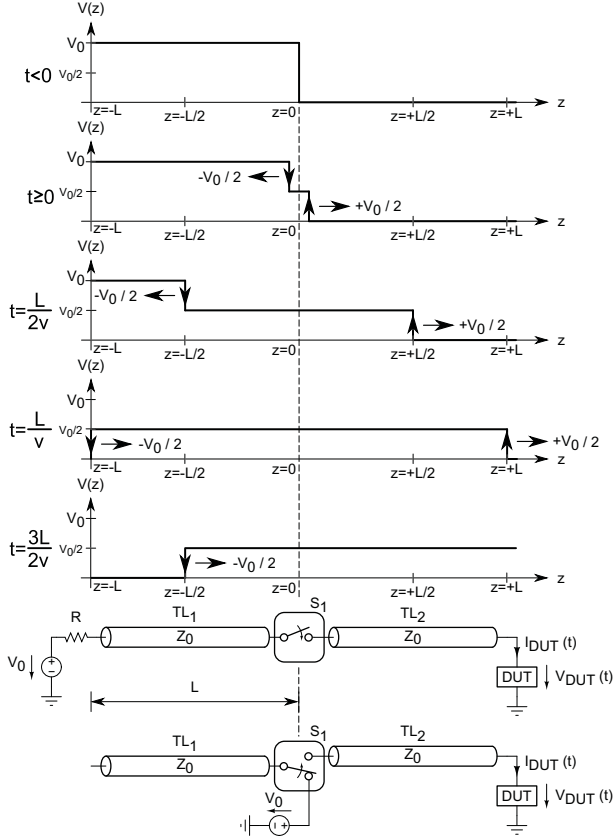 V(z)
V0
t<0 V0/2
z=-L z=-L/2 z=0 z=+L/2 z=+L z
V(z)
V0
-V0 / 2
t≥0 V0/2
+V0 / 2
z=-L z=-L/2 z=0 z=+L/2 z=+L z
V(z)
V0
-V0 / 2
t=L/2v V0/2
+V0 / 2
z=-L z=-L/2 z=0 z=+L/2 z=+L z
V(z)
V0
t=L/v V0/2
-V0 / 2 +V0 / 2
z=-L z=-L/2 z=0 z=+L/2 z=+L z
V(z)
V0
t=3L/2v V0/2
-V0 / 2
z=-L z=-L/2 z=0 z=+L/2 z=+L z
R TL1 S1 TL2
Z0 Z0
IDUT (t)
V0
DUT VDUT (t)
L
TL1 S1 TL2
Z0 Z0
IDUT (t)
V0
DUT VDUT (t)